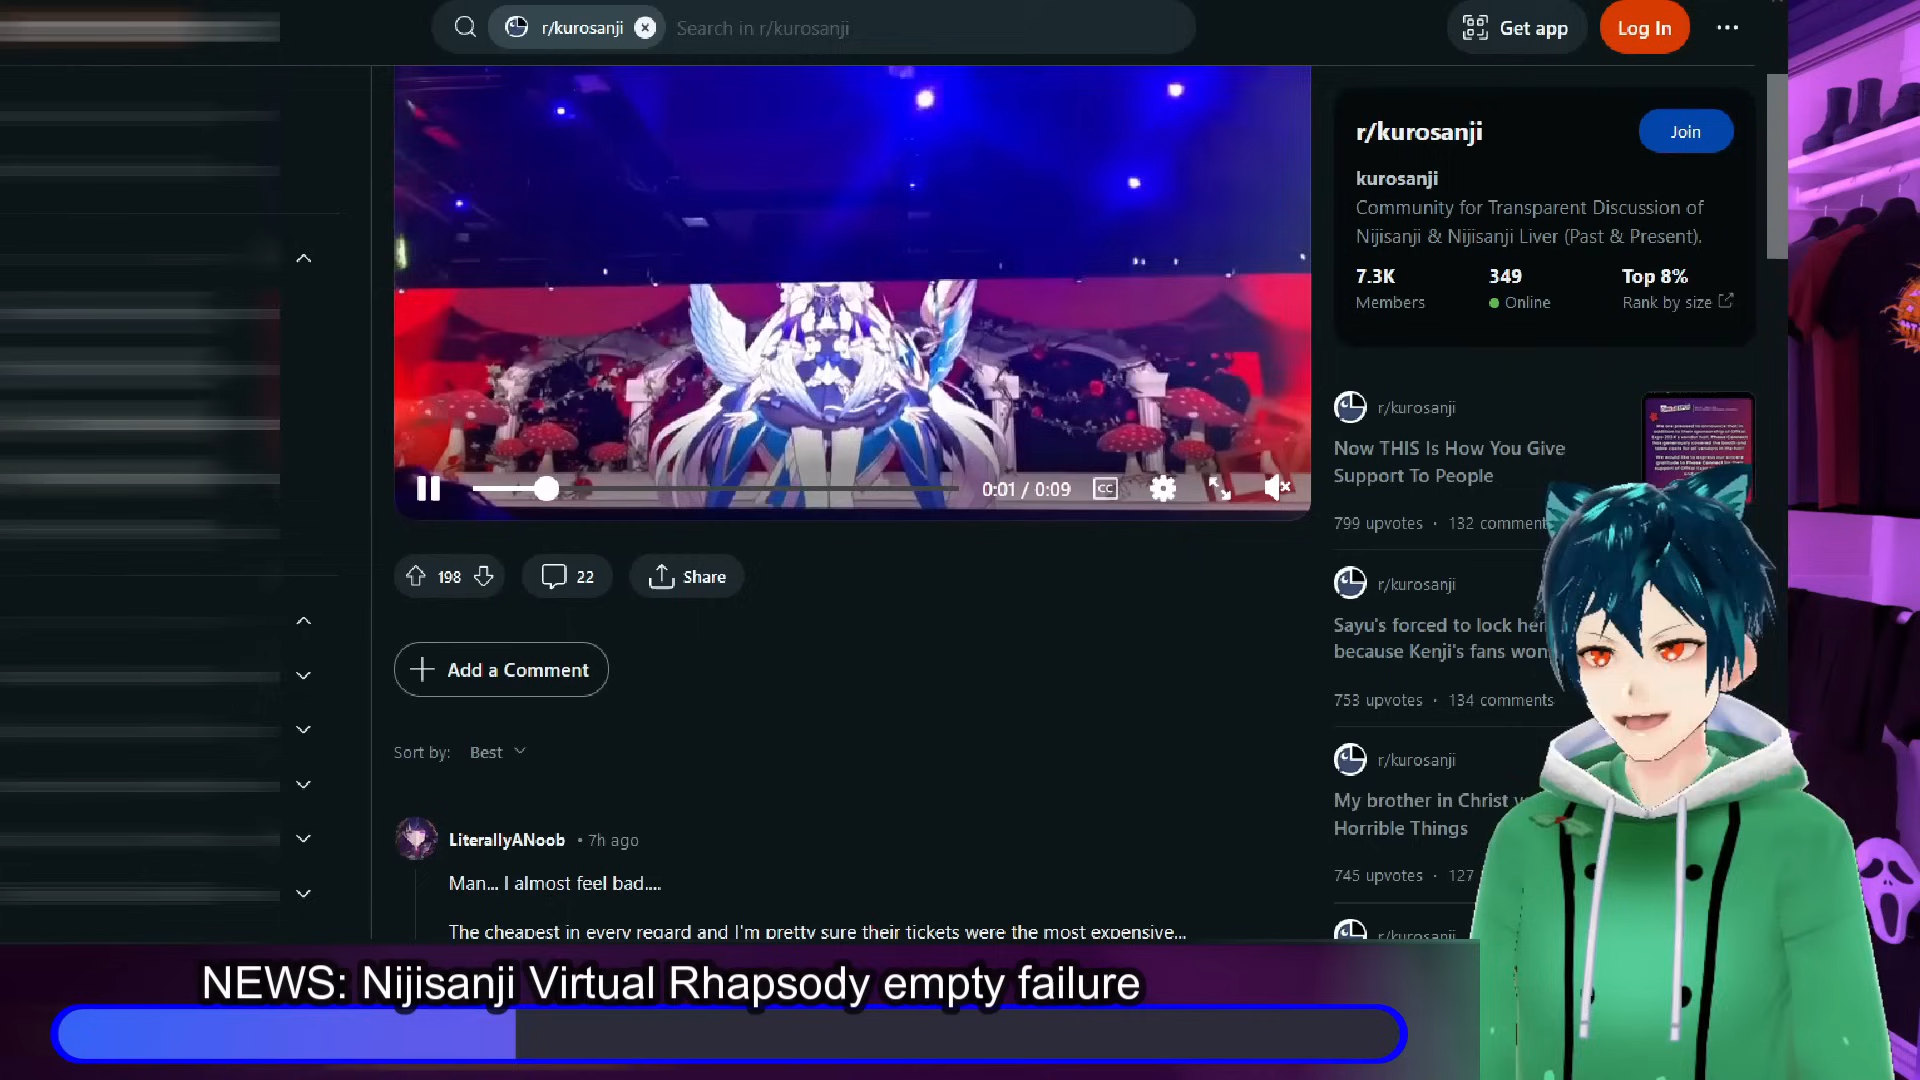 r/kurosanji
Search in r/kurosanji
Get app
Log In
r/kurosanji
Join
kurosanji
Community for Transparent Discussion of
Nijisanji & Nijisanji Liver (Past & Present).
7.3K
349
Top 8%
Members
Online
Rank by size
0:01 / 0:09
CC
r/kurosanji
Now THIS Is How You Give
Support To People
799 upvotes · 132 comment
r/kurosanji
Sayu's forced to lock her
because Kenji's fans won
753 upvotes · 134 comments
r/kurosanji
My brother in Christ
Horrible Things
745 upvotes · 127
r/kurosanji
198
22
Share
Add a Comment
Sort by:
Best
LiterallyANoob
• 7h ago
Man... I almost feel bad....
The cheapest in every regard and I'm pretty sure their tickets were the most expensive...
NEWS: Nijisanji Virtual Rhapsody empty failure